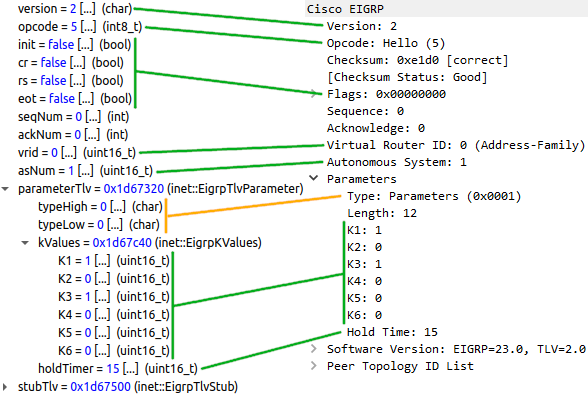 version = 2 [...] (char)
opcode = 5 [...] (int8_t)
init = false [...] (bool)
cr = false [...] (bool)
rs = false [...] (bool)
eot = false [...] (bool)
seqNum = 0 [...] (int)
ackNum = 0 [...] (int)
vrid = 0 [...] (uint16_t)
asNum = 1 [...] (uint16_t)
parameterTlv = 0x1d67320 (inet::EigrpTlvParameter)
typeHigh = 0 [...] (char)
typeLow = 0 [...] (char)
kValues = 0x1d67c40 (inet::EigrpKValues)
K1 = 1 [...] (uint16_t)
K2 = 0 [...] (uint16_t)
K3 = 1 [...] (uint16_t)
K4 = 0 [...] (uint16_t)
K5 = 0 [...] (uint16_t)
K6 = 0 [...] (uint16_t)
holdTimer = 15 [...] (uint16_t)
stubTlv = 0x1d67500 (inet::EigrpTlvStub)
Cisco EIGRP
Version: 2
Opcode: Hello (5)
Checksum: 0xe1d0 [correct]
[Checksum Status: Good]
Flags: 0x00000000
Sequence: 0
Acknowledge: 0
Virtual Router ID: 0 (Address-Family)
Autonomous System: 1
Parameters
Type: Parameters (0x0001)
Length: 12
K1: 1
K2: 0
K3: 1
K4: 0
K5: 0
K6: 0
Hold Time: 15
Software Version: EIGRP=23.0, TLV=2.0
Peer Topology ID List